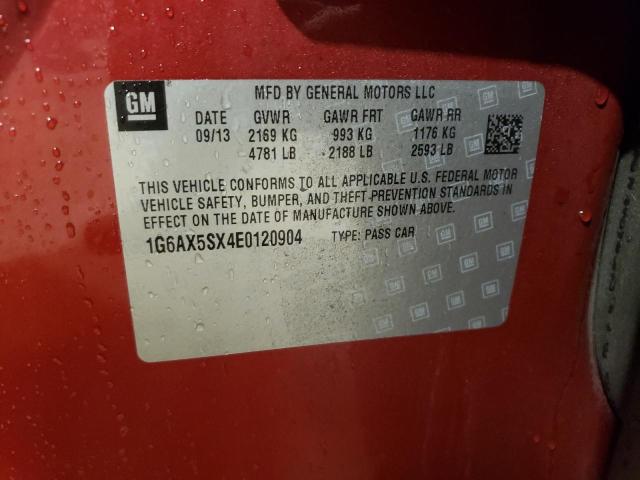 GM
MFD BY GENERAL MOTORS LLC
DATE GVWR GAWR FRT GAWR RR
09/13 2169 KG 993 KG 1176 KG
4781 LB 2188 LB 2593 LB
THIS VEHICLE CONFORMS TO ALL APPLICABLE U.S. FEDERAL MOTOR
VEHICLE SAFETY, BUMPER, AND THEFT PREVENTION STANDARDS IN
EFFECT ON THE DATE OF MANUFACTURE SHOWN ABOVE.
1G6AX5SX4E0120904 TYPE: PASS CAR